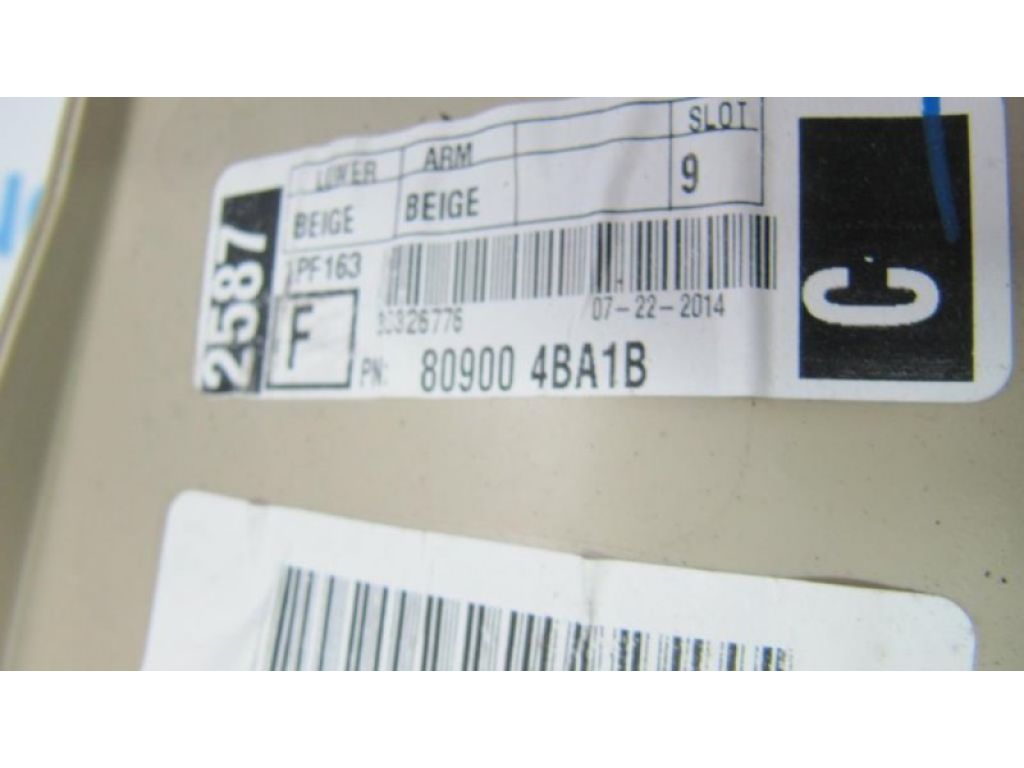 LOWER ARM SLOT
BEIGE BEIGE 9
2587
PF163
F
07-22-2014
PN: 80900 4BA1B
C